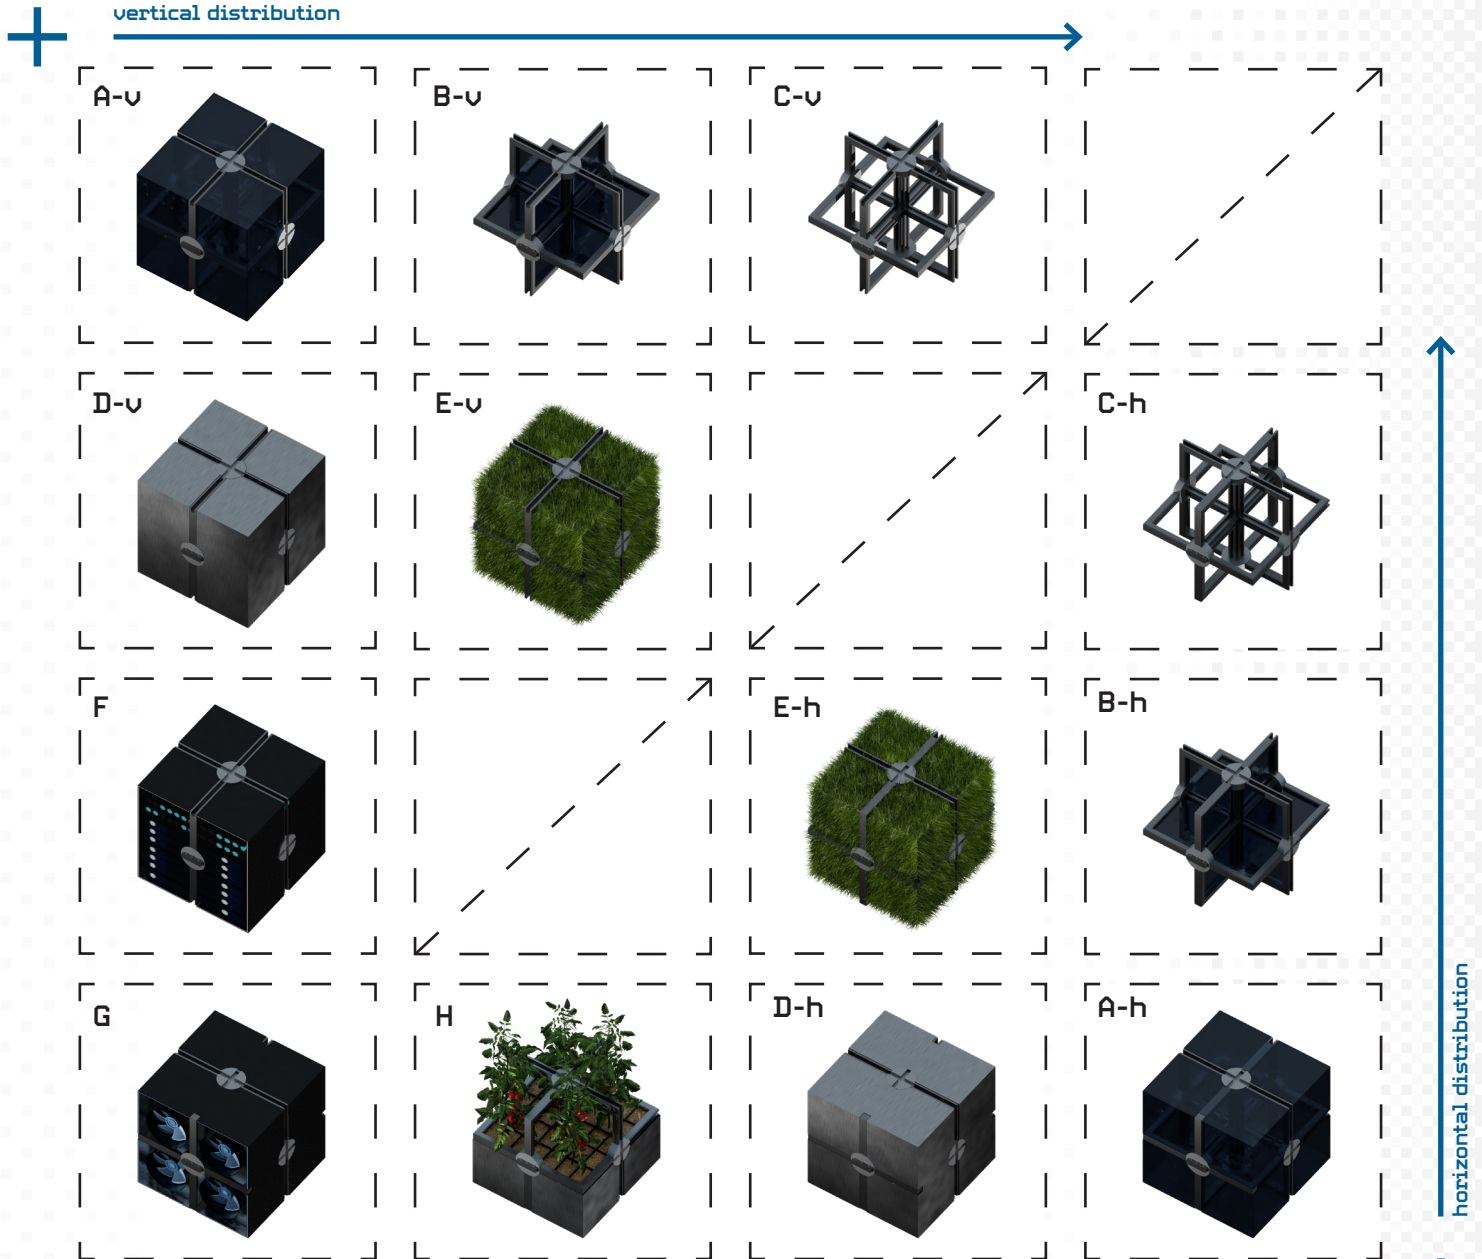 vertical distribution
A-v
B-v
C-v
D-v
E-v
C-h
F
E-h
B-h
G
H
D-h
A-h
horizontal distribution